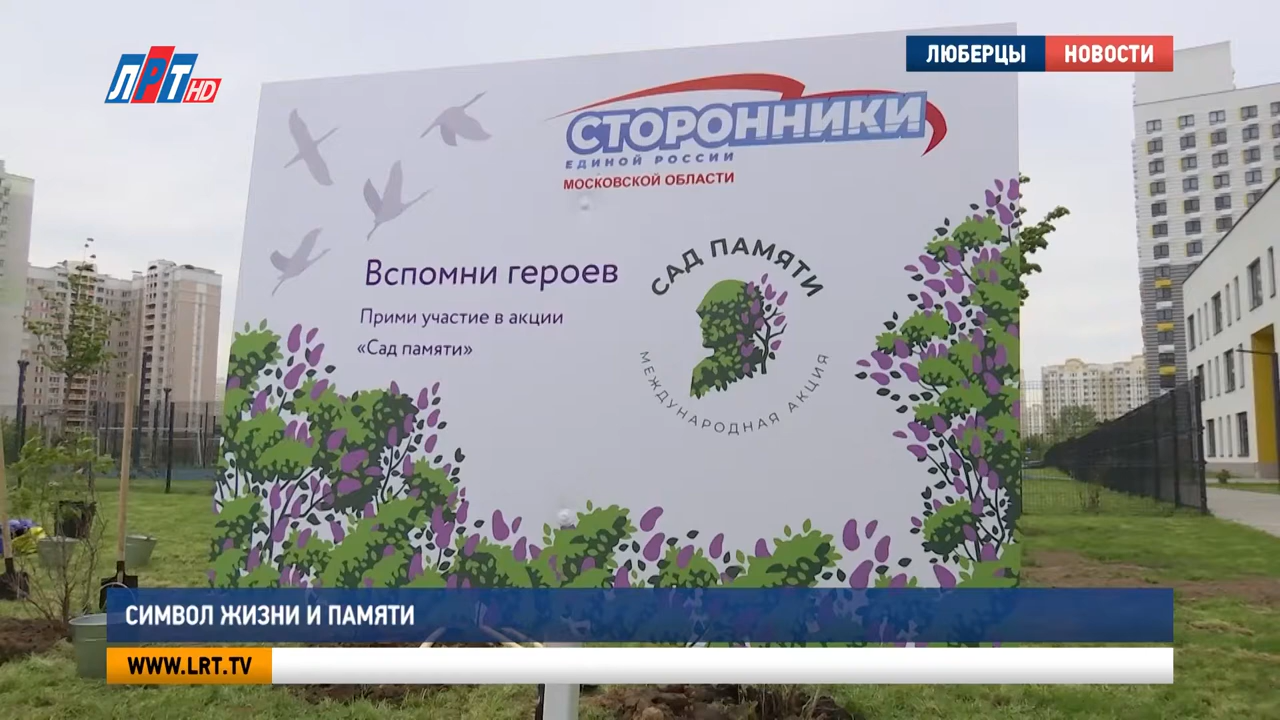 ЛРТ HD
ЛЮБЕРЦЫ НОВОСТИ
СТОРОННИКИ
ЕДИНОЙ РОССИИ
МОСКОВСКОЙ ОБЛАСТИ
Вспомни героев
Прими участие в акции
«Сад памяти»
САД ПАМЯТИ
МЕЖДУНАРОДНАЯ АКЦИЯ
СИМВОЛ ЖИЗНИ И ПАМЯТИ
WWW.LRT.TV